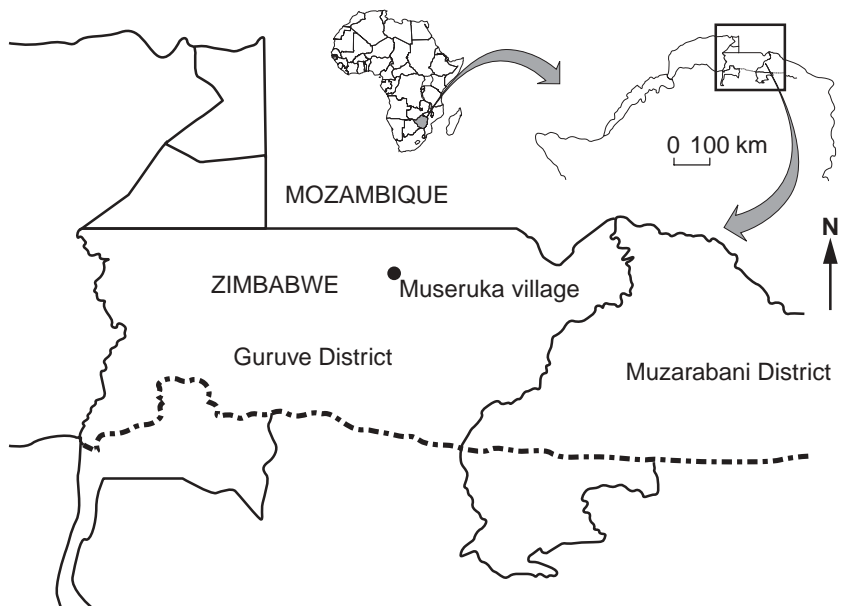 0 100 km
MOZAMBIQUE
N
ZIMBABWE
Museruka village
Guruve District
Muzarabani District